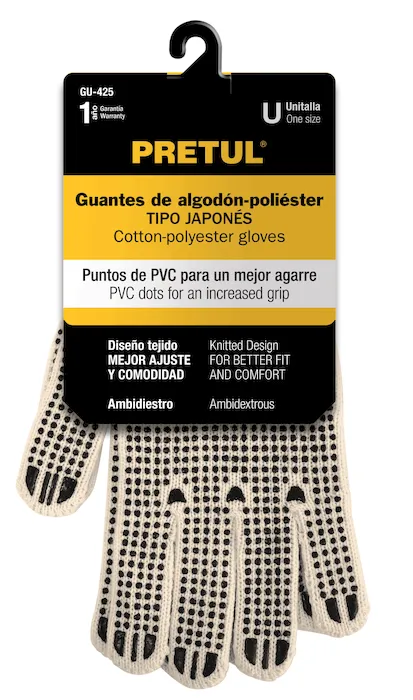 GU-425
1 año Garantía Warranty
U Unitalla
One size
PRETUL®
Guantes de algodón-poliéster
TIPO JAPONÉS
Cotton-polyester gloves
Puntos de PVC para un mejor agarre
PVC dots for an increased grip
Diseño tejido
MEJOR AJUSTE
Y COMODIDAD
Knitted Design
FOR BETTER FIT
AND COMFORT
Ambidiestro
Ambidextrous